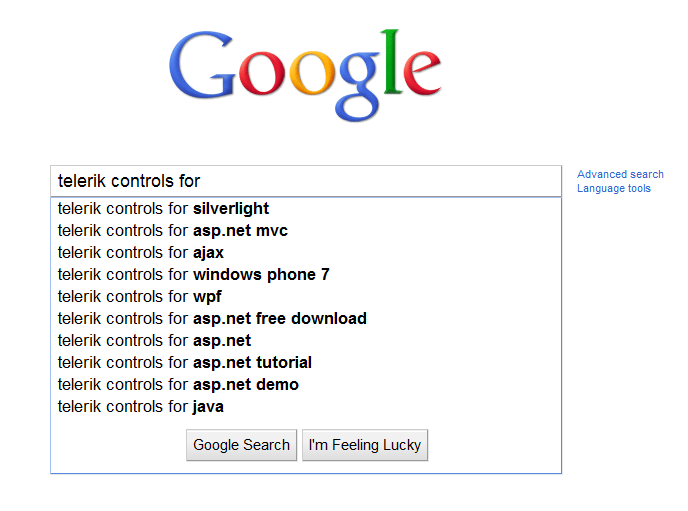 Google
telerik controls for
Advanced search
Language tools
telerik controls for silverlight
telerik controls for asp.net mvc
telerik controls for ajax
telerik controls for windows phone 7
telerik controls for wpf
telerik controls for asp.net free download
telerik controls for asp.net
telerik controls for asp.net tutorial
telerik controls for asp.net demo
telerik controls for java
Google Search
I'm Feeling Lucky